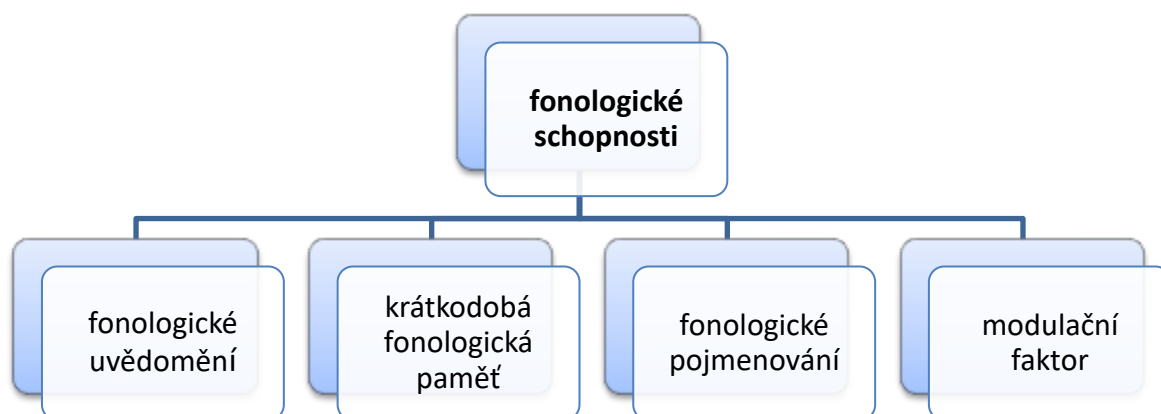 fonologické
schopnosti
fonologické
uvědomění
krátkodobá
fonologická
paměť
fonologické
pojmenování
modulační
faktor